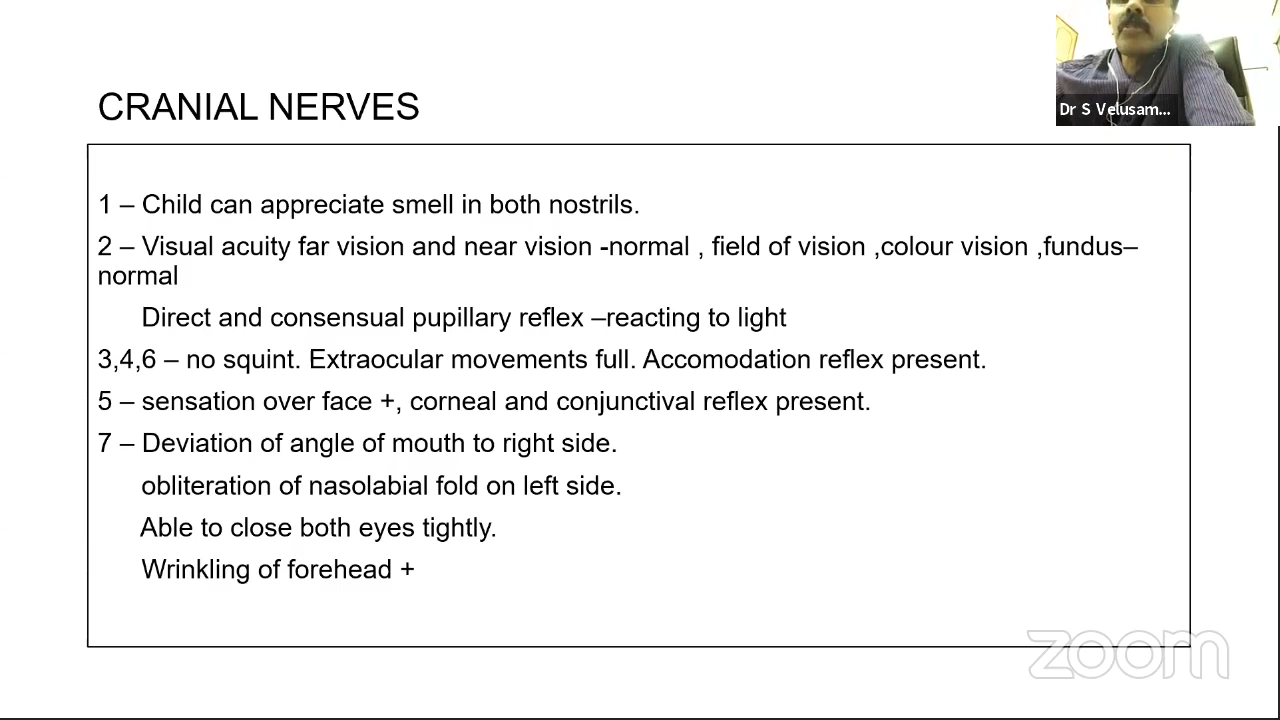 Dr S Velusam...
CRANIAL NERVES
1 – Child can appreciate smell in both nostrils.
2 – Visual acuity far vision and near vision -normal , field of vision ,colour vision ,fundus–
normal
Direct and consensual pupillary reflex –reacting to light
3,4,6 – no squint. Extraocular movements full. Accomodation reflex present.
5 – sensation over face +, corneal and conjunctival reflex present.
7 – Deviation of angle of mouth to right side.
obliteration of nasolabial fold on left side.
Able to close both eyes tightly.
Wrinkling of forehead +
zoom